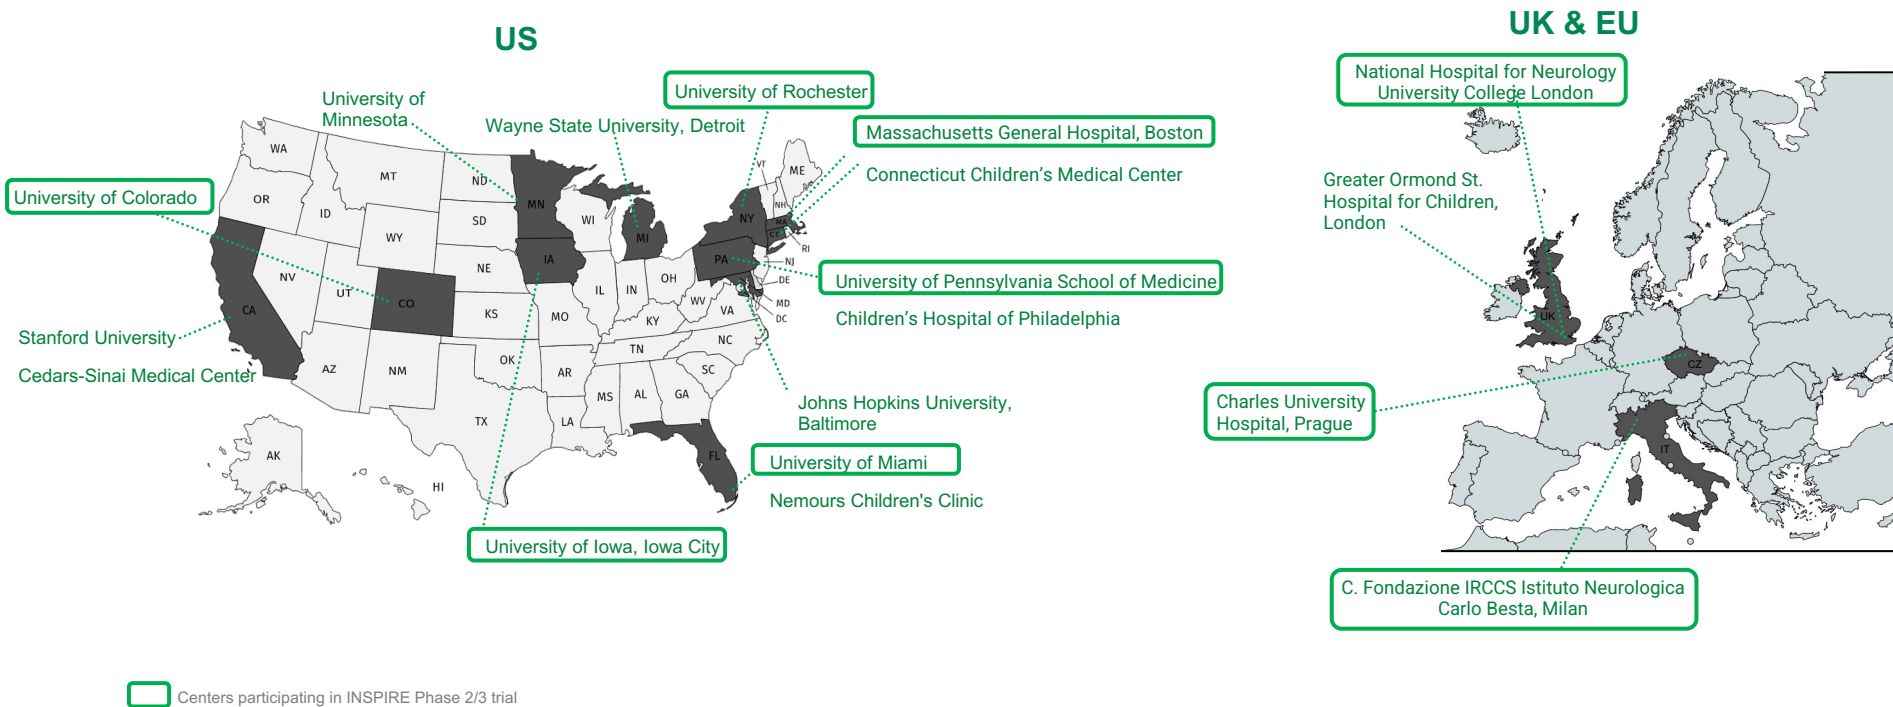 US
UK & EU
University of Rochester
National Hospital for Neurology
University College London
University of
Minnesota
Wayne State University, Detroit
Massachusetts General Hospital, Boston
Connecticut Children's Medical Center
Greater Ormond St.
Hospital for Children,
London
University of Colorado
University of Pennsylvania School of Medicine
Children's Hospital of Philadelphia
Stanford University
Cedars-Sinai Medical Center
Johns Hopkins University,
Baltimore
Charles University
Hospital, Prague
University of Miami
Nemours Children's Clinic
University of Iowa, Iowa City
C. Fondazione IRCCS Istituto Neurologica
Carlo Besta, Milan
WA
OR
ID
MT
ND
SD
WY
MN
WI
MI
NY
VT
NH
ME
MA
CT
RI
NJ
DE
MD
DC
PA
IA
NE
NV
UT
CO
CA
KS
MO
IL
IN
OH
WV
VA
KY
NC
TN
SC
AZ
NM
OK
AR
MS
AL
GA
TX
LA
FL
AK
HI
UK
CZ
IT
Centers participating in INSPIRE Phase 2/3 trial